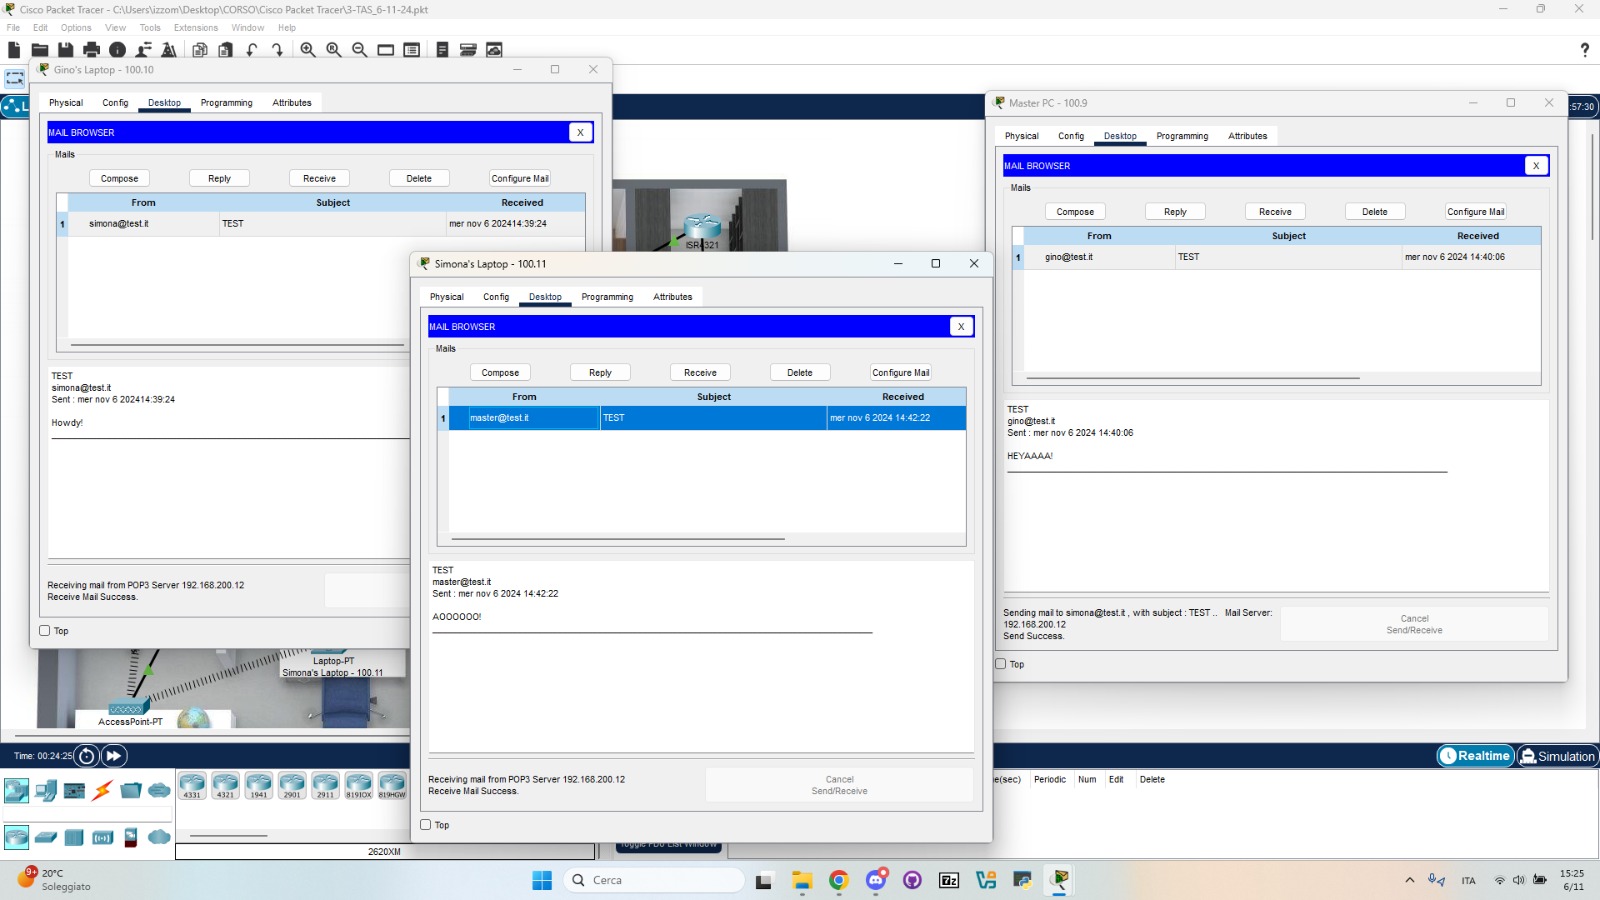 Cisco Packet Tracer - C:\Users\izzom\Desktop\CORSO\Cisco Packet Tracer\3-TAS_6-11-24.pkt
File Edit Options View Tools Extensions Window Help
?
Gino's Laptop - 100.10
Physical Config Desktop Programming Attributes
MAIL BROWSER X
Mails
Compose Reply Receive Delete Configure Mail
From Subject
1 simona@test.it TEST mer nov 6 202414:39:24
TEST
simona@test.it
Sent : mer nov 6 202414:39:24
Howdy!
Receiving mail from POP3 Server 192.168.200.12
Receive Mail Success.
Top
ISR4321
Simona's Laptop - 100.11
Physical Config Desktop Programming Attributes
MAIL BROWSER X
Mails
Compose Reply Receive Delete Configure Mail
From Subject Received
1 master@test.it TEST mer nov 6 2024 14:42:22
TEST
master@test.it
Sent : mer nov 6 2024 14:42:22
AOOOOOO!
Receiving mail from POP3 Server 192.168.200.12
Receive Mail Success.
Cancel
Send/Receive
Top
Master PC - 100.9
:57:30
Physical Config Desktop Programming Attributes
MAIL BROWSER X
Mails
Compose Reply Receive Delete Configure Mail
From Subject Received
1 gino@test.it TEST mer nov 6 2024 14:40:06
TEST
gino@test.it
Sent : mer nov 6 2024 14:40:06
HEYAAAA!
Sending mail to simona@test.it , with subject : TEST .. Mail Server:
192.168.200.12
Send Success.
Cancel
Send/Receive
Top
Laptop-PT
Simona's Laptop - 100.11
AccessPoint-PT
Time: 00:24:25
Realtime Simulation
4331 4321 1941 2901 2911 819IOX 819HGW
2620XM
e(sec) Periodic Num Edit Delete
Toggle PDU List Window
9+
20°C
Soleggiato
Cerca
7z
ITA
15:25
6/11